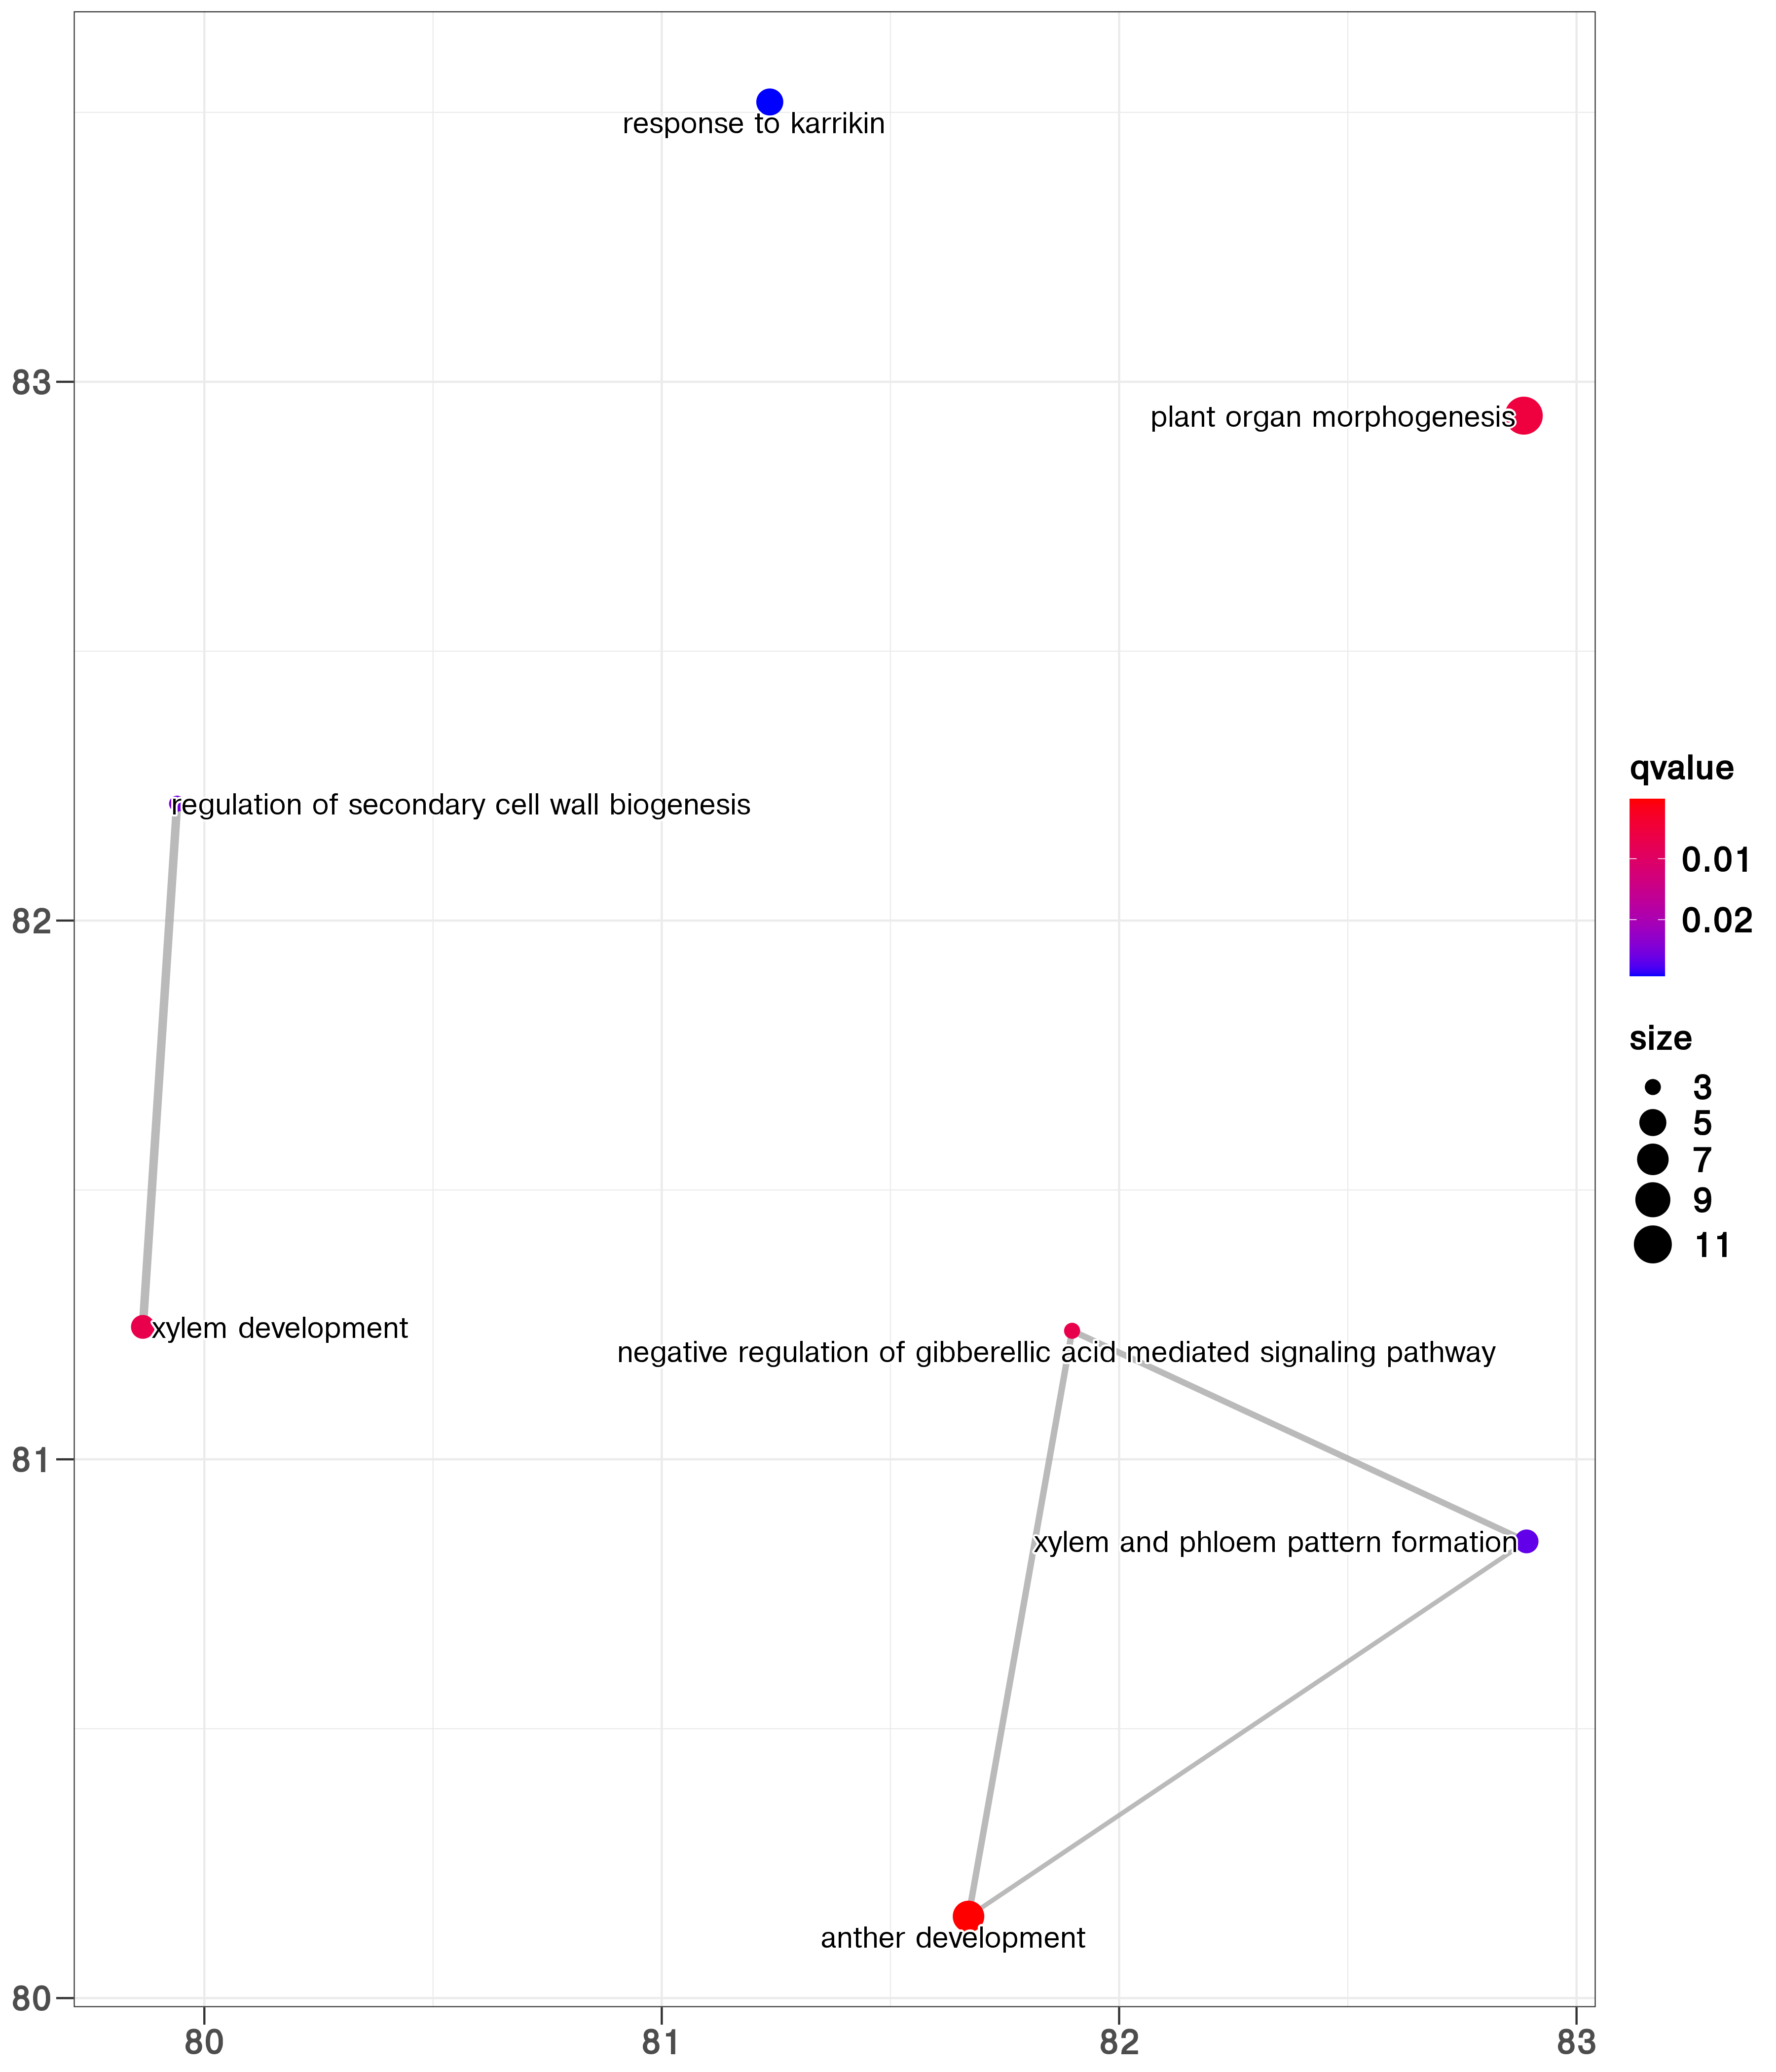 response to karrikin
83
plant organ morphogenesis
regulation of secondary cell wall biogenesis
82
xylem development
negative regulation of gibberellic acid mediated signaling pathway
81
xylem and phloem pattern formation
anther development
80
80 81 82 83
qvalue
0.01
0.02
size
3
5
7
9
11